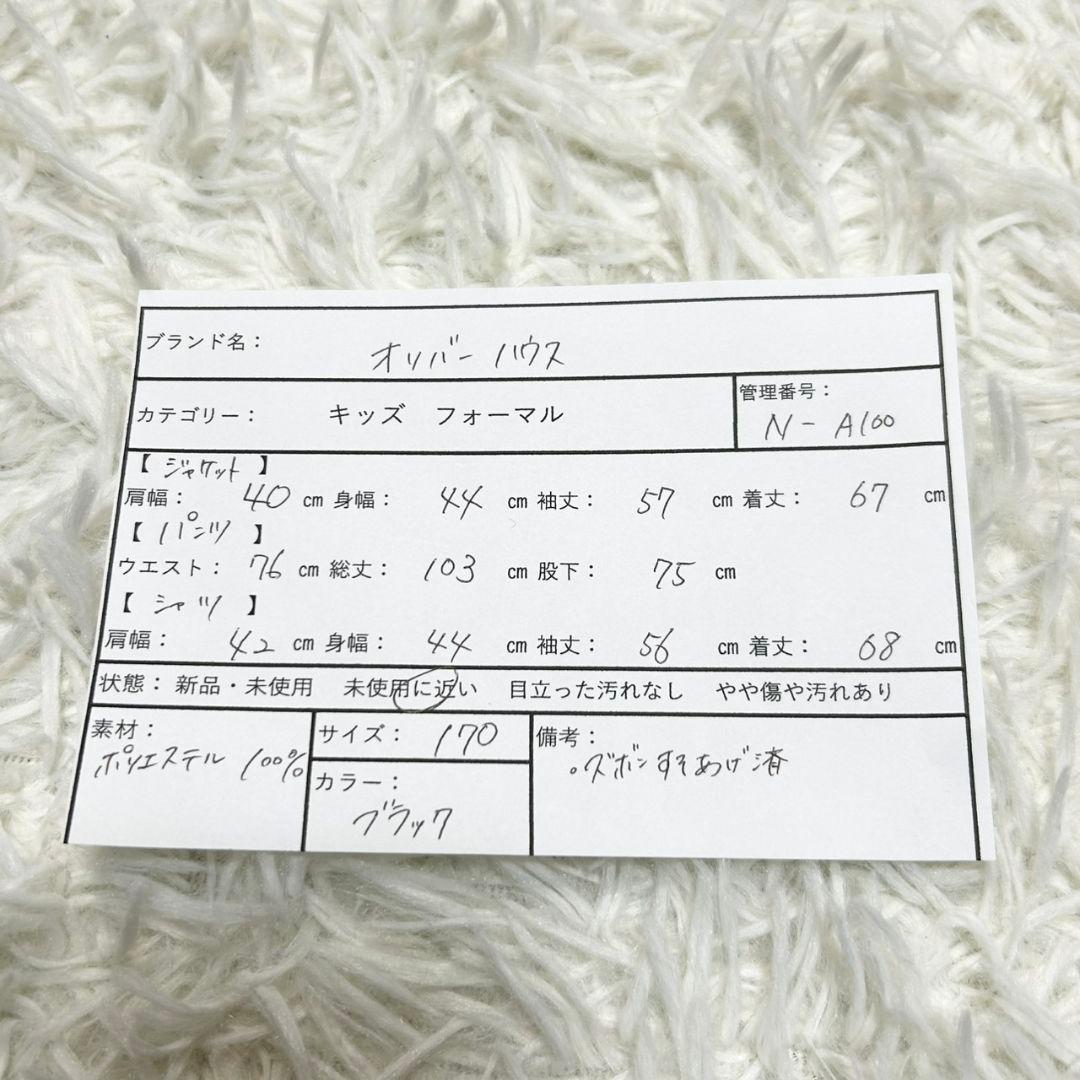 ブランド名： オリバーハウス
カテゴリー： キッズ フォーマル 管理番号： N-A100
【 ジャケット 】
肩幅： 40 cm 身幅： 44 cm 袖丈： 57 cm 着丈： 67 cm
【 パンツ 】
ウエスト： 76 cm 総丈： 103 cm 股下： 75 cm
【 シャツ 】
肩幅： 42 cm 身幅： 44 cm 袖丈： 56 cm 着丈： 68 cm
状態： 新品・未使用 未使用に近い 目立った汚れなし やや傷や汚れあり
素材：
ポリエステル 100%
サイズ： 170
カラー：
ブラック
備考：
。ズボンすそあげ済